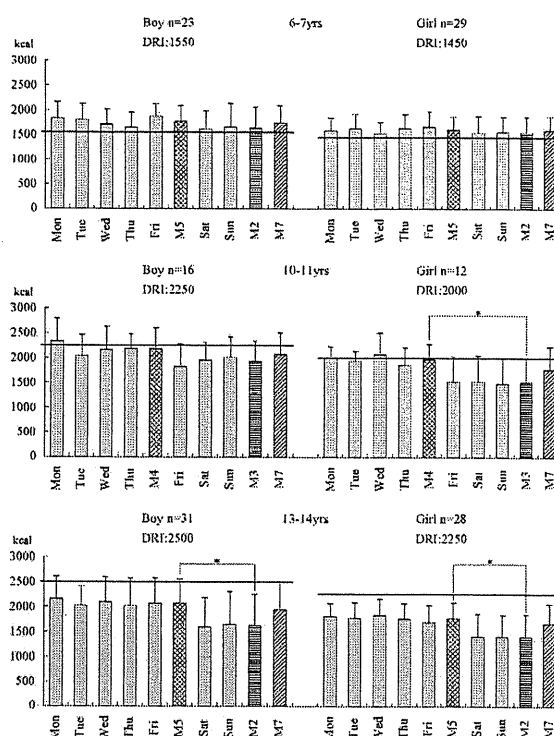 Boy n=23 6-7yrs Girl n=29
DRI:1550 DRI:1450
kcal
3000
2500
2000
1500
1000
500
0
Mon Tue Wed Thu Fri M5 Sat Sun M2 M7 Mon Tue Wed Thu Fri M5 Sat Sun M2 M7
Boy n=16 10-11yrs Girl n=12
DRI:2250 DRI:2000
kcal
*
3000
2500
2000
1500
1000
500
0
Mon Tue Wed Thu M4 Fri Sat Sun M3 M7 Mon Tue Wed Thu M4 Fri Sat Sun M3 M7
Boy n=31 13-14yrs Girl n=28
DRI:2500 DRI:2250
kcal
* *
3000
2500
2000
1500
1000
500
0
Mon Tue Wed Thu Fri M5 Sat Sun M2 M7 Mon Tue Wed Thu Fri M5 Sat Sun M2 M7